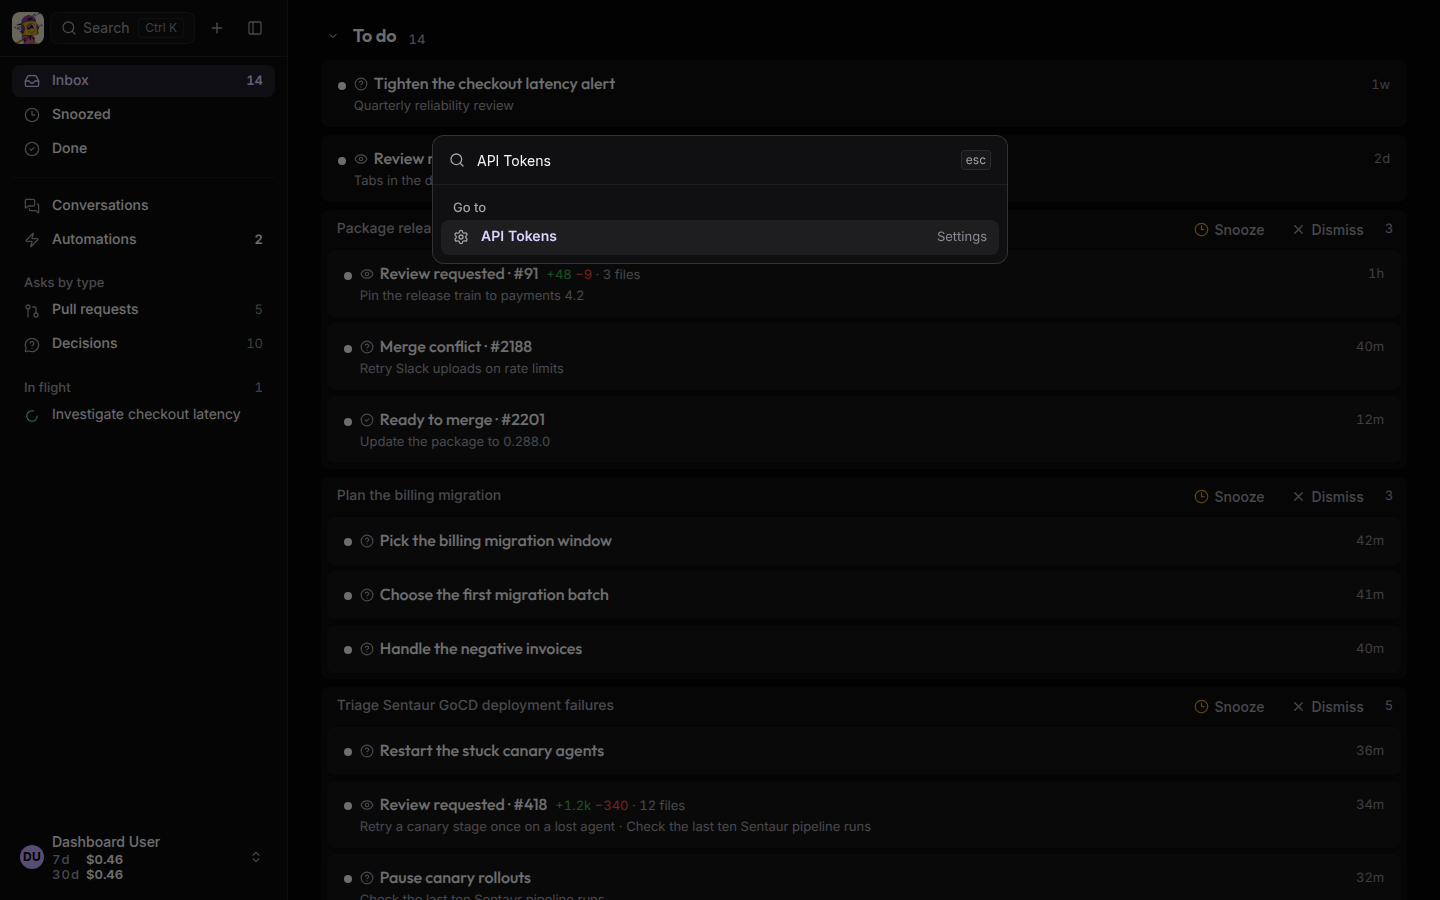 Search Ctrl K
Inbox 14
Snoozed
Done
Conversations
Automations 2
Asks by type
Pull requests 5
Decisions 10
In flight 1
Investigate checkout latency
DU Dashboard User
7d $0.46
30d $0.46
To do 14
Tighten the checkout latency alert 1w
Quarterly reliability review
Review 2d
Tabs in the
API Tokens esc
Go to
API Tokens Settings
Package Snooze Dismiss 3
Review requested · #91 +48 −9 · 3 files 1h
Pin the release train to payments 4.2
Merge conflict · #2188 40m
Retry Slack uploads on rate limits
Ready to merge · #2201 12m
Update the package to 0.288.0
Plan the billing migration Snooze Dismiss 3
Pick the billing migration window 42m
Choose the first migration batch 41m
Handle the negative invoices 40m
Triage Sentaur GoCD deployment failures Snooze Dismiss 5
Restart the stuck canary agents 36m
Review requested · #418 +1.2k −340 · 12 files 34m
Retry a canary stage once on a lost agent · Check the last ten Sentaur pipeline runs
Pause canary rollouts 32m
Check the last ten Sentaur pipeline runs